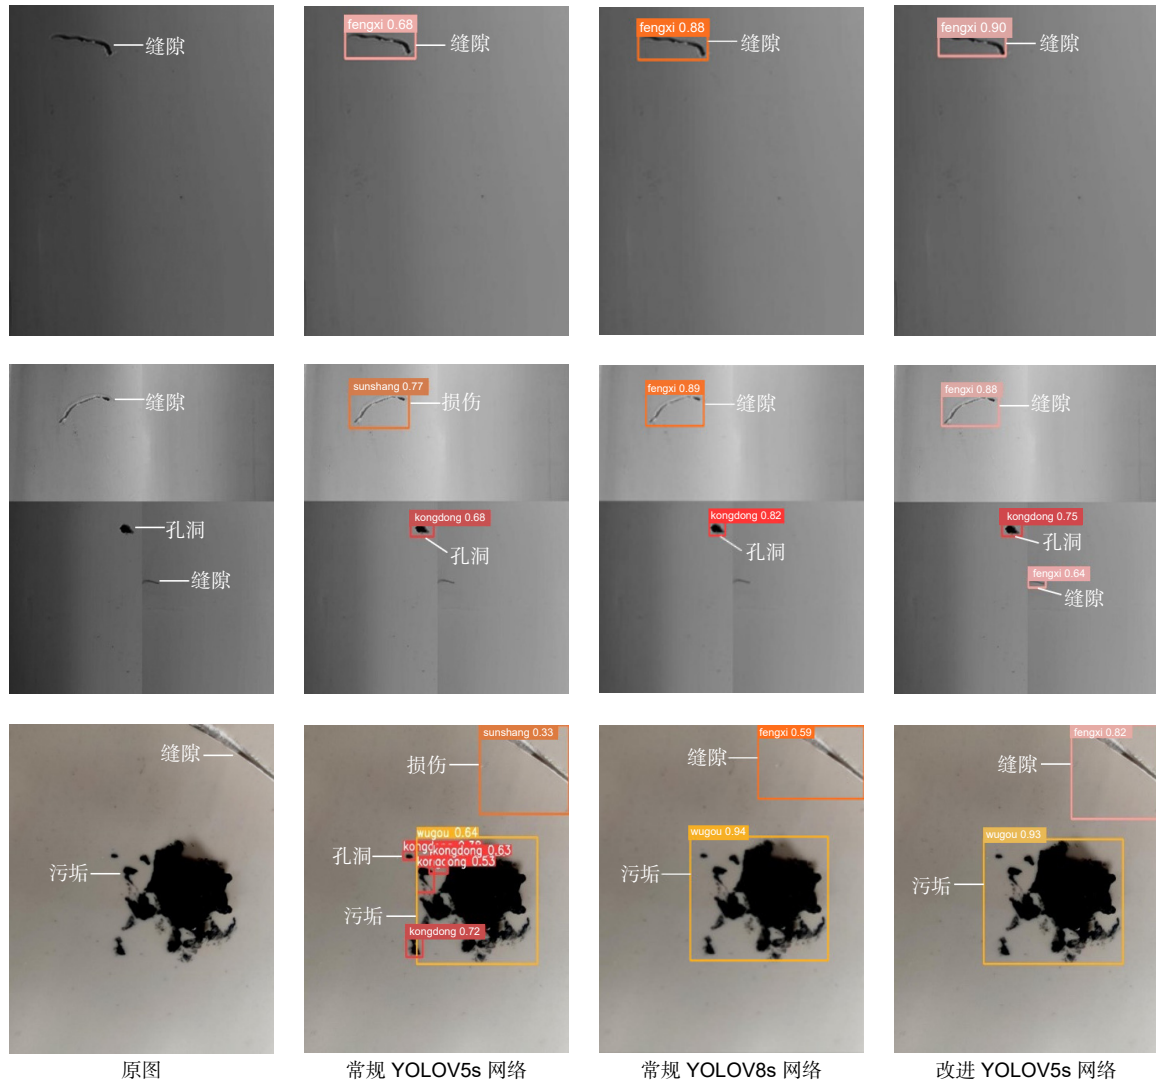 缝隙
fengxi 0.68
缝隙
fengxi 0.88
缝隙
fengxi 0.90
缝隙
缝隙
孔洞
缝隙
sunshang 0.77
损伤
kongdong 0.68
孔洞
fengxi 0.89
缝隙
kongdong 0.82
孔洞
fengxi 0.88
缝隙
kongdong 0.75
孔洞
fengxi 0.64
缝隙
缝隙
污垢
sunshang 0.33
损伤
wugou 0.64
kongdong 0.63
0.53
孔洞
污垢
kongdong 0.72
fengxi 0.59
缝隙
wugou 0.94
污垢
fengxi 0.82
缝隙
wugou 0.93
污垢
原图
常规 YOLOV5s 网络
常规 YOLOV8s 网络
改进 YOLOV5s 网络